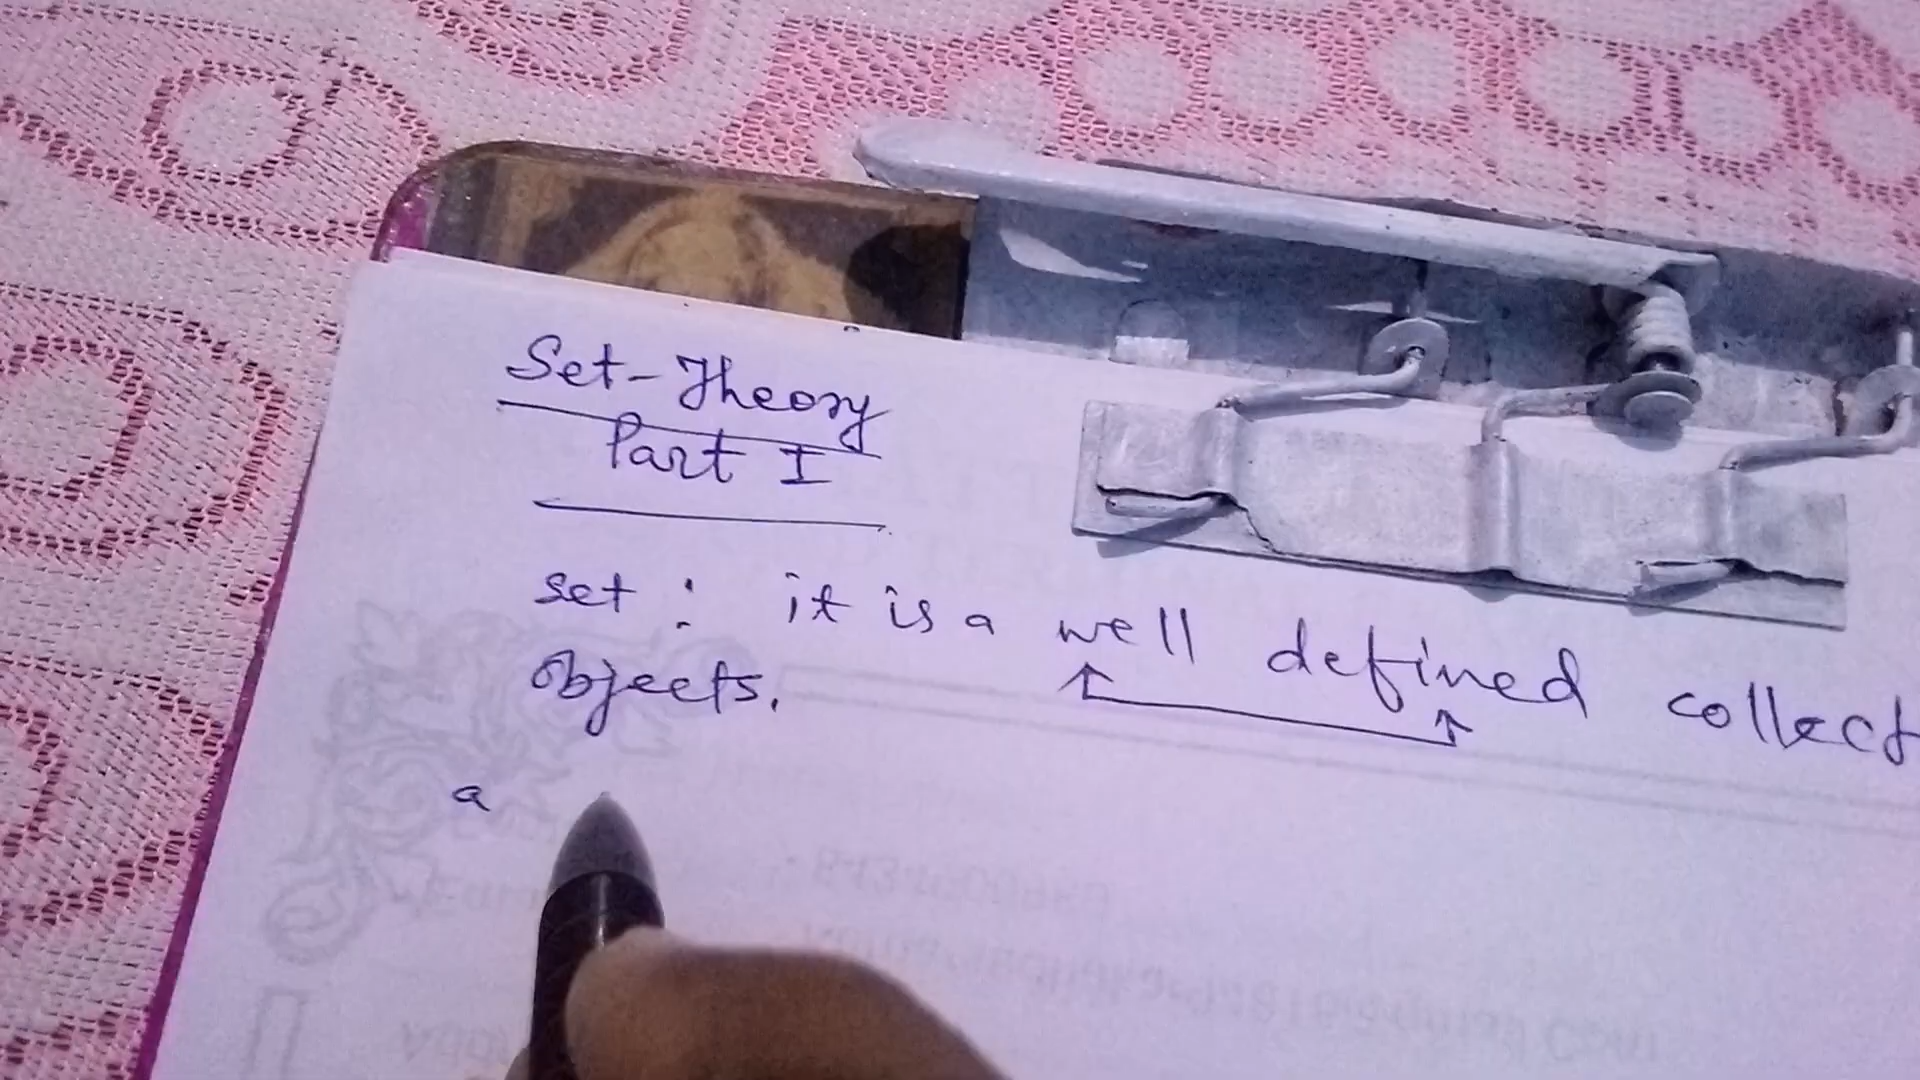 Set-Theory
Part I
set : it is a well defined collect
objects.
a